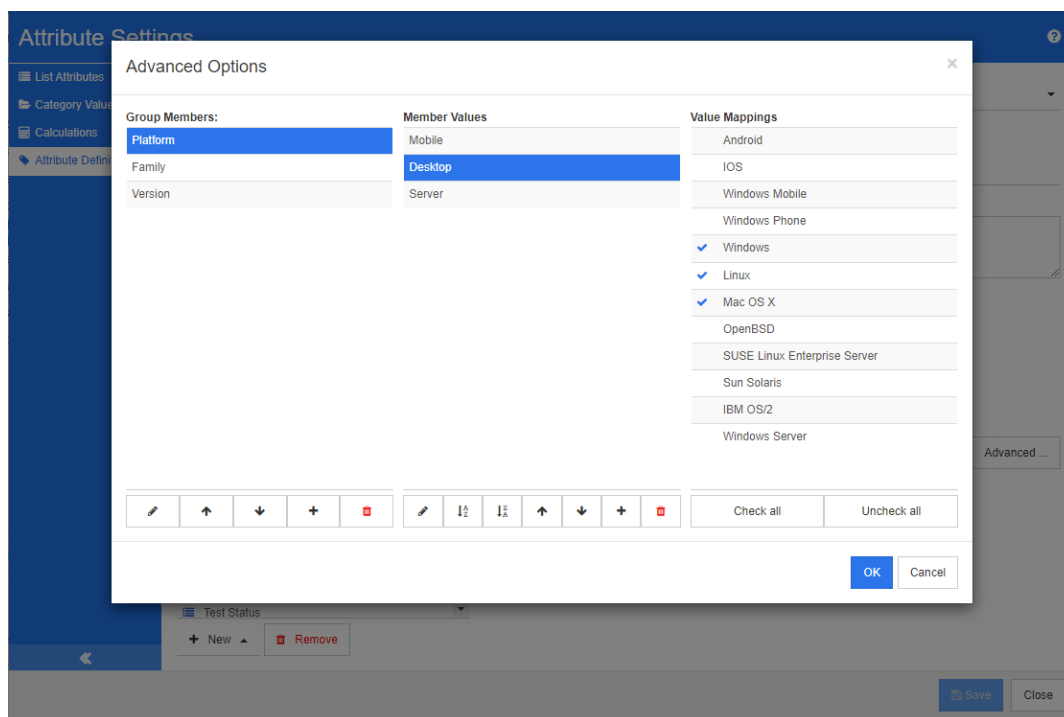 Attribute Settings
List Attributes
Category Value
Calculations
Attribute Defini
Advanced Options
×
Group Members:
Platform
Family
Version
Member Values
Mobile
Desktop
Server
Value Mappings
Android
IOS
Windows Mobile
Windows Phone
Windows
Linux
Mac OS X
OpenBSD
SUSE Linux Enterprise Server
Sun Solaris
IBM OS/2
Windows Server
Check all
Uncheck all
OK
Cancel
Advanced ...
Test Status
+ New
Remove
Save
Close